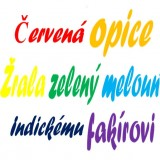 Červená opice
Žrala zelený meloun
Indickému fakírovi